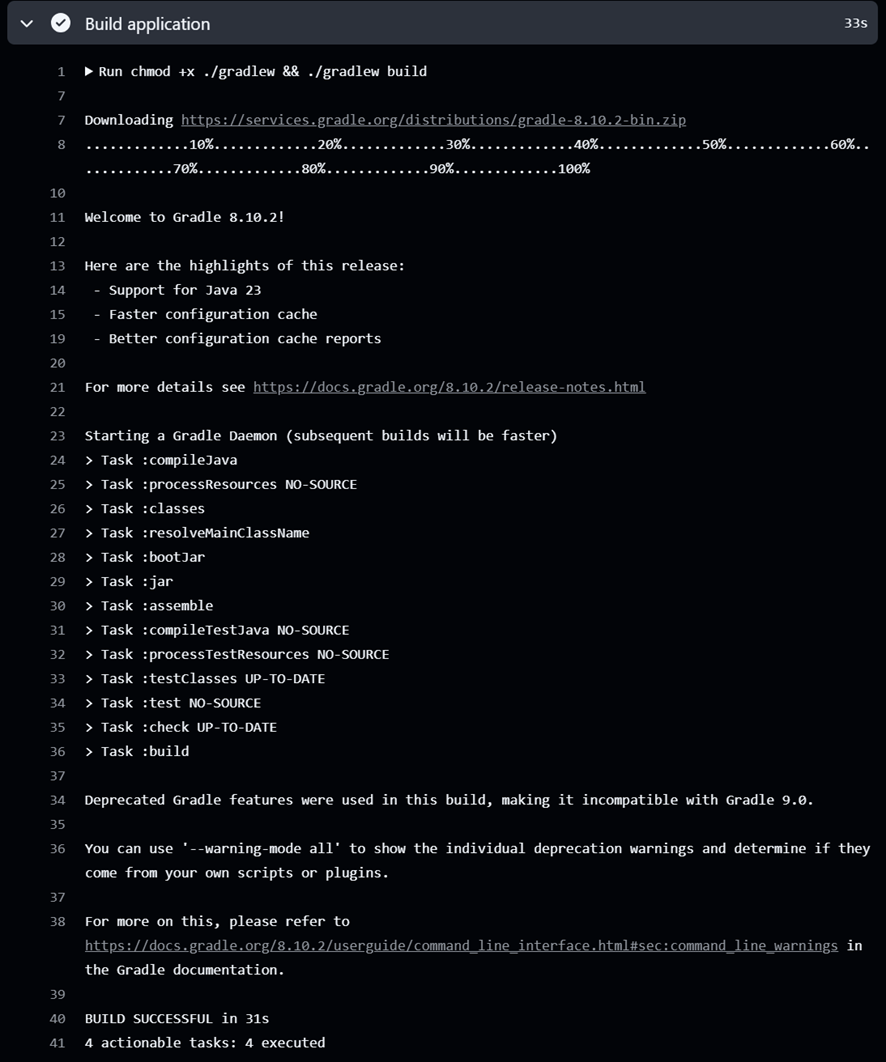 Build application 33s
1 ▶ Run chmod +x ./gradlew && ./gradlew build
7
7 Downloading https://services.gradle.org/distributions/gradle-8.10.2-bin.zip
8 .............10%.............20%.............30%.............40%.............50%.............60%..
...........70%.............80%.............90%.............100%
10
11 Welcome to Gradle 8.10.2!
12
13 Here are the highlights of this release:
14 - Support for Java 23
15 - Faster configuration cache
19 - Better configuration cache reports
20
21 For more details see https://docs.gradle.org/8.10.2/release-notes.html
22
23 Starting a Gradle Daemon (subsequent builds will be faster)
24 > Task :compileJava
25 > Task :processResources NO-SOURCE
26 > Task :classes
27 > Task :resolveMainClassName
28 > Task :bootJar
29 > Task :jar
30 > Task :assemble
31 > Task :compileTestJava NO-SOURCE
32 > Task :processTestResources NO-SOURCE
33 > Task :testClasses UP-TO-DATE
34 > Task :test NO-SOURCE
35 > Task :check UP-TO-DATE
36 > Task :build
37
34 Deprecated Gradle features were used in this build, making it incompatible with Gradle 9.0.
35
36 You can use '--warning-mode all' to show the individual deprecation warnings and determine if they
come from your own scripts or plugins.
37
38 For more on this, please refer to
https://docs.gradle.org/8.10.2/userguide/command_line_interface.html#sec:command_line_warnings in
the Gradle documentation.
39
40 BUILD SUCCESSFUL in 31s
41 4 actionable tasks: 4 executed